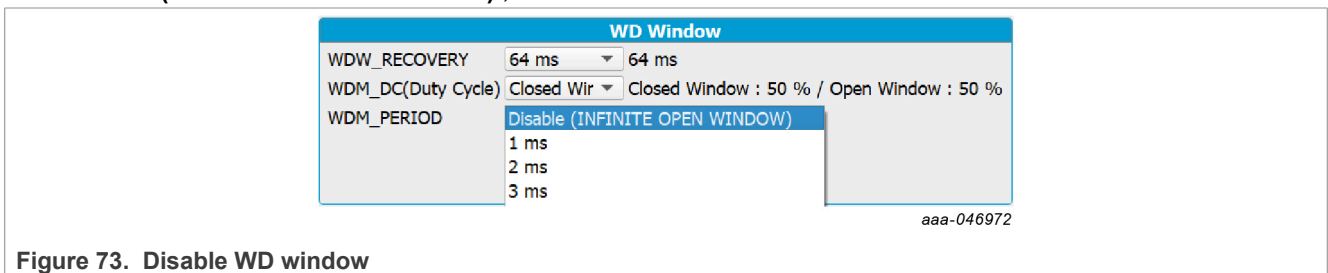 WD Window
WDW_RECOVERY 64 ms 64 ms
WDM_DC(Duty Cycle) Closed Wir Closed Window : 50 % / Open Window : 50 %
WDM_PERIOD Disable (INFINITE OPEN WINDOW)
1 ms
2 ms
3 ms
aaa-046972
Figure 73. Disable WD window